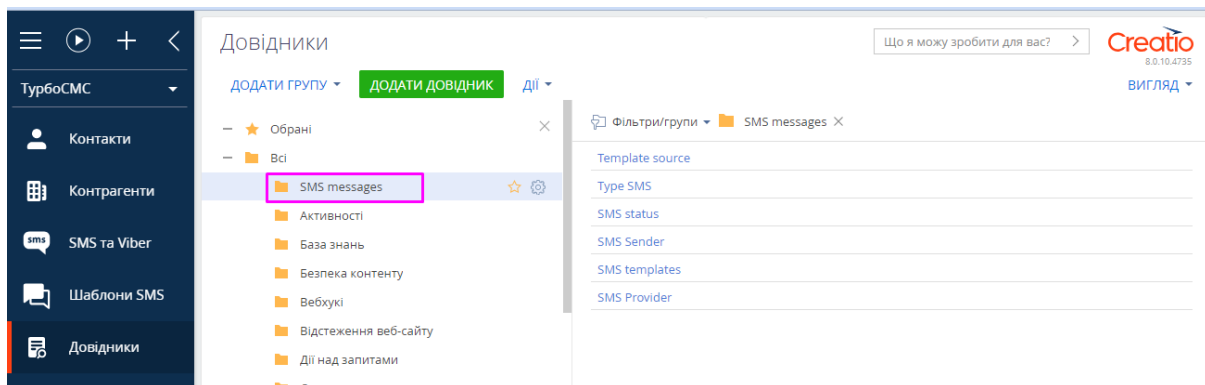 Довідники
Що я можу зробити для вас?
Creatio
8.0.10.4735
ТурбоСМС
ДОДАТИ ГРУПУ
ДОДАТИ ДОВІДНИК
ДІЇ
ВИГЛЯД
Контакти
Контрагенти
sms SMS та Viber
Шаблони SMS
Довідники
Обрані
Всі
SMS messages
Активності
База знань
Безпека контенту
Вебхукі
Відстеження веб-сайту
Дії над запитами
Фільтри/групи SMS messages
Template source
Type SMS
SMS status
SMS Sender
SMS templates
SMS Provider